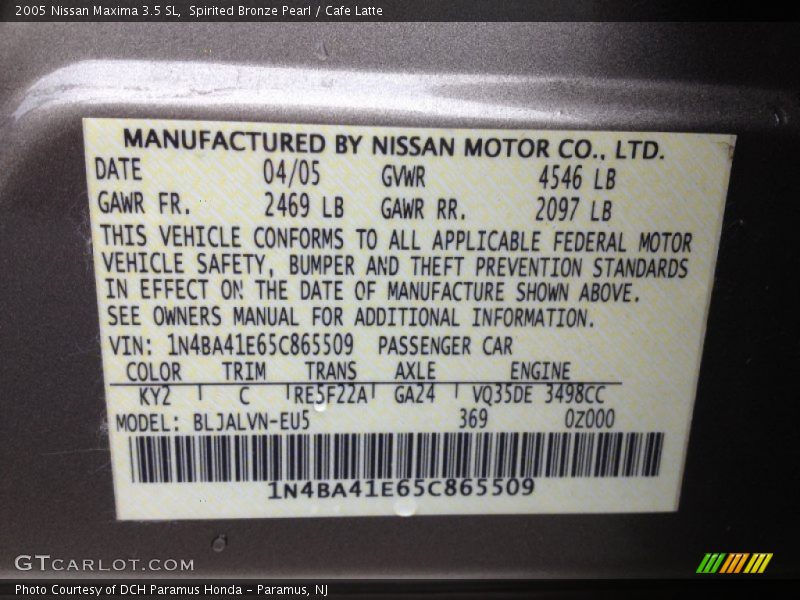 2005 Nissan Maxima 3.5 SL, Spirited Bronze Pearl / Cafe Latte
MANUFACTURED BY NISSAN MOTOR CO., LTD.
DATE 04/05 GVWR 4546 LB
GAWR FR. 2469 LB GAWR RR. 2097 LB
THIS VEHICLE CONFORMS TO ALL APPLICABLE FEDERAL MOTOR
VEHICLE SAFETY, BUMPER AND THEFT PREVENTION STANDARDS
IN EFFECT ON THE DATE OF MANUFACTURE SHOWN ABOVE.
SEE OWNERS MANUAL FOR ADDITIONAL INFORMATION.
VIN: 1N4BA41E65C865509 PASSENGER CAR
COLOR TRIM TRANS AXLE ENGINE
KY2 C RE5F22A GA24 VQ35DE 3498CC
MODEL: BLJALVN-EU5 369 0Z000
1N4BA41E65C865509
GTCARLOT.COM
Photo Courtesy of DCH Paramus Honda - Paramus, NJ